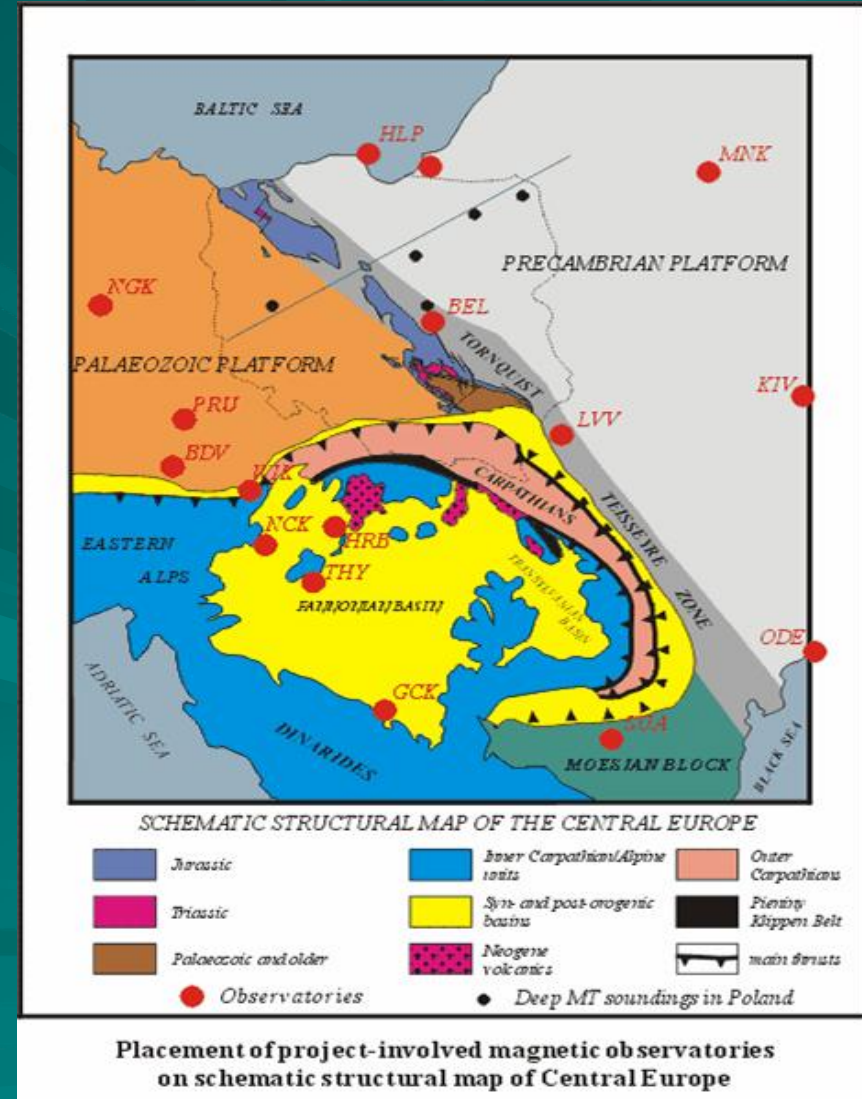 BALTIC SEA
HLP
MNK
PRECAMBRIAN PLATFORM
NGK
BEL
TORNQUIST
PALAEOZOIC PLATFORM
KIV
PRU
LVV
BDV
WIK
CARPATHIANS
TEISSEYRE
NCK
HRB
EASTERN
ALPS
THY
TRANSYLVANIAN
BASIN
ZONE
ODE
ADRIATIC SEA
GCK
SUA
DINARIDES
MOESIAN BLOCK
BLACK SEA
SCHEMATIC STRUCTURAL MAP OF THE CENTRAL EUROPE
Jurassic
Inner Carpathian/Alpine
units
Outer
Carpathians
Triassic
Syn- and post-orogenic
basins
Pieniny
Klippen Belt
Palaeozoic and older
Neogene
volcanics
main thrusts
Observatories
Deep MT soundings in Poland
Placement of project-involved magnetic observatories
on schematic structural map of Central Europe